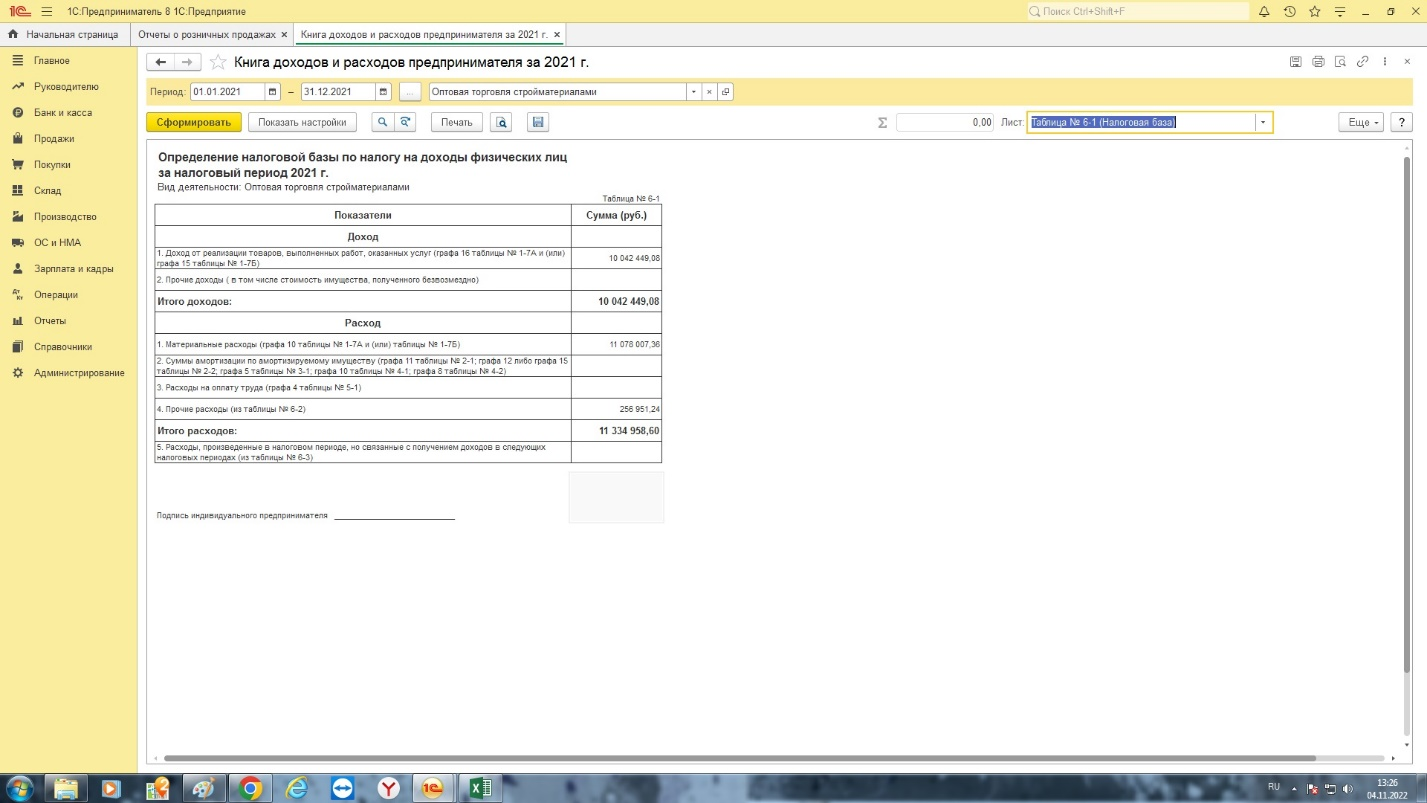 1С:Предприниматель 8 1С:Предприятие
Поиск Ctrl+Shift+F
Начальная страница
Отчеты о розничных продажах ×
Книга доходов и расходов предпринимателя за 2021 г. ×
Главное
Руководителю
Банк и касса
Продажи
Покупки
Склад
Производство
ОС и НМА
Зарплата и кадры
Операции
Отчеты
Справочники
Администрирование
Книга доходов и расходов предпринимателя за 2021 г.
Период: 01.01.2021 – 31.12.2021 ... Оптовая торговля стройматериалами
Сформировать Показать настройки Печать Σ 0,00 Лист: Таблица № 6-1 (Налоговая база) Еще ?
Определение налоговой базы по налогу на доходы физических лиц
за налоговый период 2021 г.
Вид деятельности: Оптовая торговля стройматериалами
Таблица № 6-1
Показатели Сумма (руб.)
Доход
1. Доход от реализации товаров, выполненных работ, оказанных услуг (графа 16 таблицы № 1-7А и (или)
графа 15 таблицы № 1-7Б) 10 042 449,08
2. Прочие доходы ( в том числе стоимость имущества, полученного безвозмездно)
Итого доходов: 10 042 449,08
Расход
1. Материальные расходы (графа 10 таблицы № 1-7А и (или) таблицы № 1-7Б) 11 078 007,36
2. Суммы амортизации по амортизируемому имуществу (графа 11 таблицы № 2-1; графа 12 либо графа 15
таблицы № 2-2; графа 5 таблицы № 3-1; графа 10 таблицы № 4-1; графа 8 таблицы № 4-2)
3. Расходы на оплату труда (графа 4 таблицы № 5-1)
4. Прочие расходы (из таблицы № 6-2) 256 951,24
Итого расходов: 11 334 958,60
5. Расходы, произведенные в налоговом периоде, но связанные с получением доходов в следующих
налоговых периодах (из таблицы № 6-3)
Подпись индивидуального предпринимателя
RU
13:26
04.11.2022